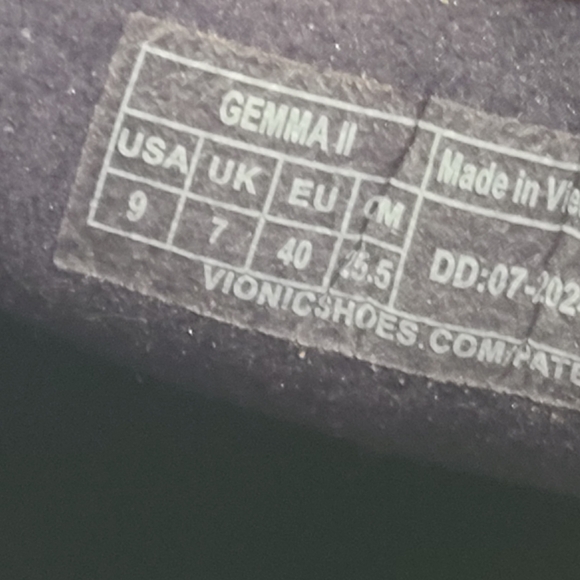 GEMMA II
USA UK EU CM
9 7 40 25.5
Made in
DD:07-202
VIONICSHOES.COM/PATE